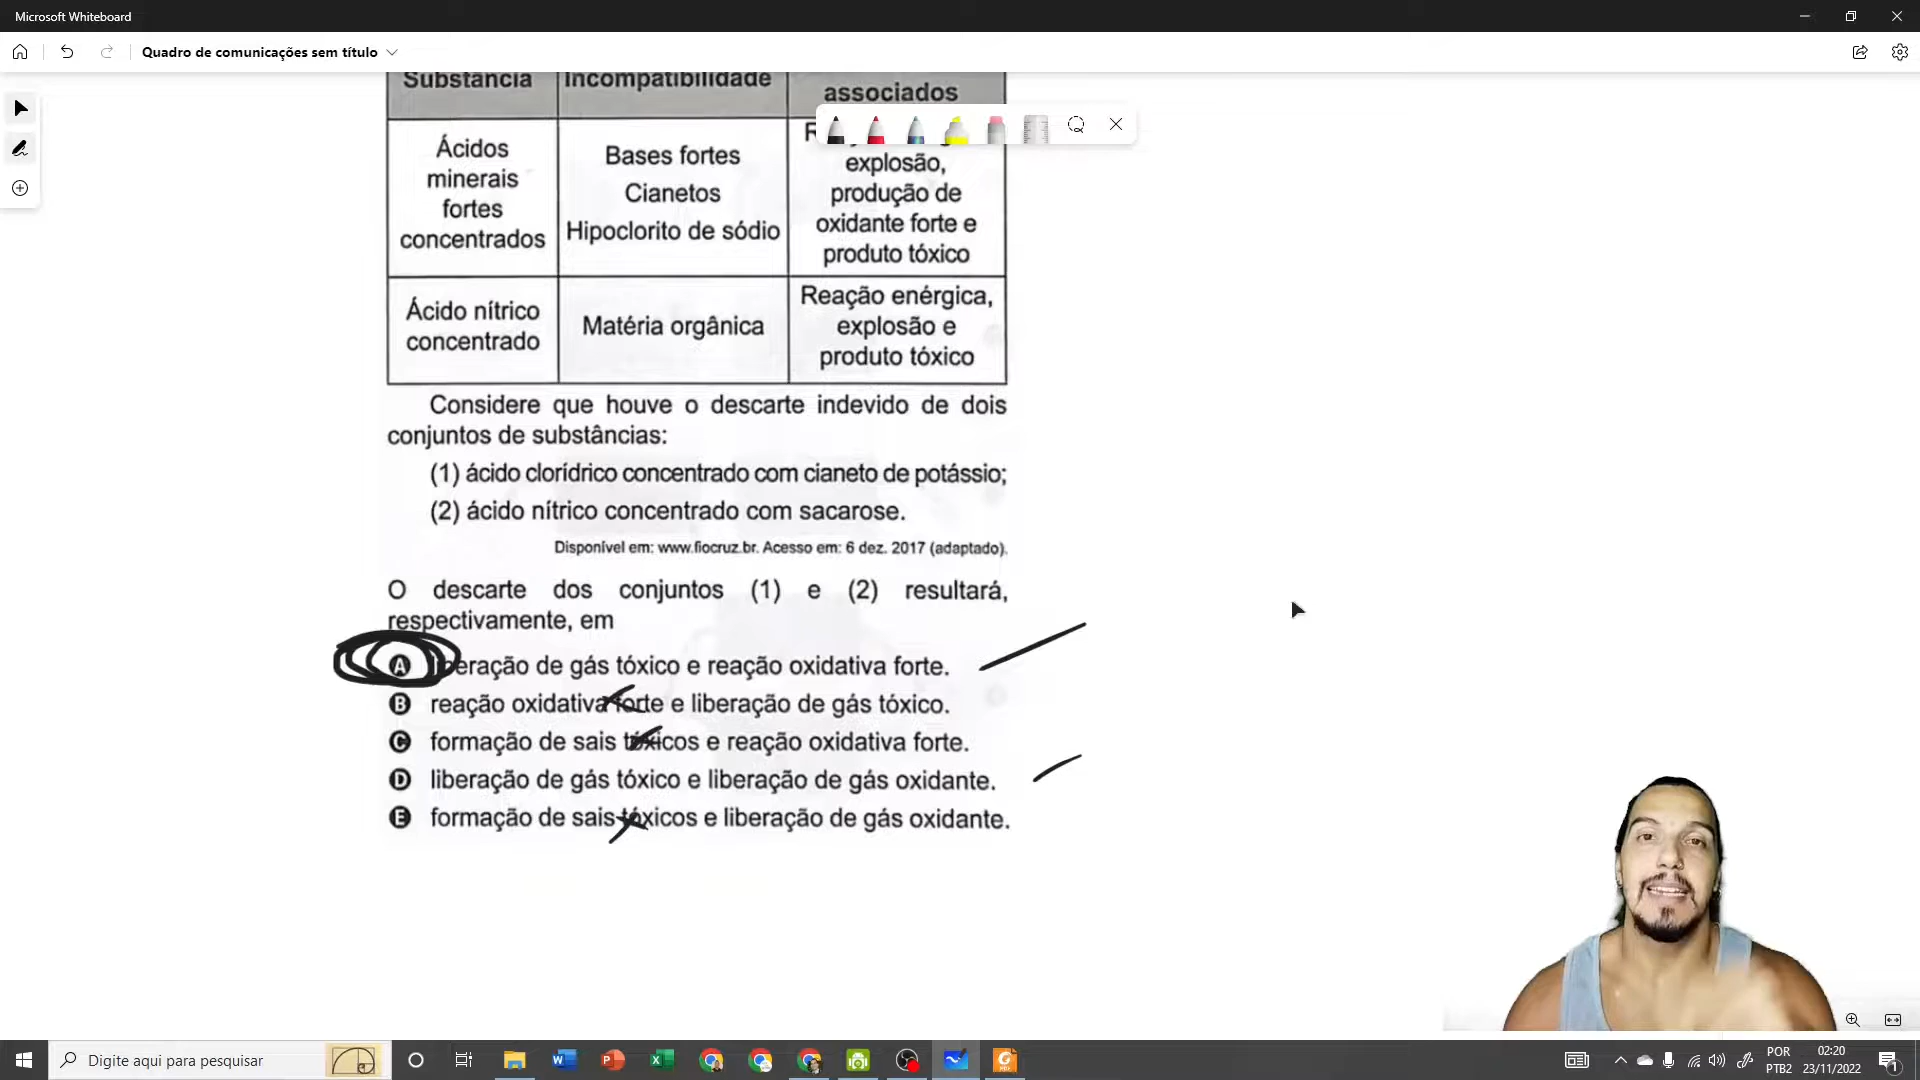 Microsoft Whiteboard
Quadro de comunicações sem título
Substância
Incompatibilidade
associados
Ácidos
minerais
fortes
concentrados
Bases fortes
Cianetos
Hipoclorito de sódio
explosão,
produção de
oxidante forte e
produto tóxico
Ácido nítrico
concentrado
Matéria orgânica
Reação enérgica,
explosão e
produto tóxico
Considere que houve o descarte indevido de dois
conjuntos de substâncias:
(1) ácido clorídrico concentrado com cianeto de potássio;
(2) ácido nítrico concentrado com sacarose.
Disponível em: www.fiocruz.br. Acesso em: 6 dez. 2017 (adaptado).
O descarte dos conjuntos (1) e (2) resultará,
respectivamente, em
A liberação de gás tóxico e reação oxidativa forte.
B reação oxidativa forte e liberação de gás tóxico.
C formação de sais tóxicos e reação oxidativa forte.
D liberação de gás tóxico e liberação de gás oxidante.
E formação de sais tóxicos e liberação de gás oxidante.
Digite aqui para pesquisar
POR
PTB2
02:20
23/11/2022
1